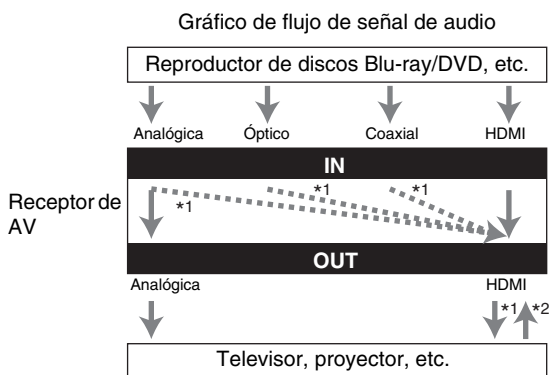 Gráfico de flujo de señal de audio
Reproductor de discos Blu-ray/DVD, etc.
Analógica Óptico Coaxial HDMI
IN
*1 *1 *1
Receptor de
AV
OUT
Analógica HDMI
*1 *2
Televisor, proyector, etc.